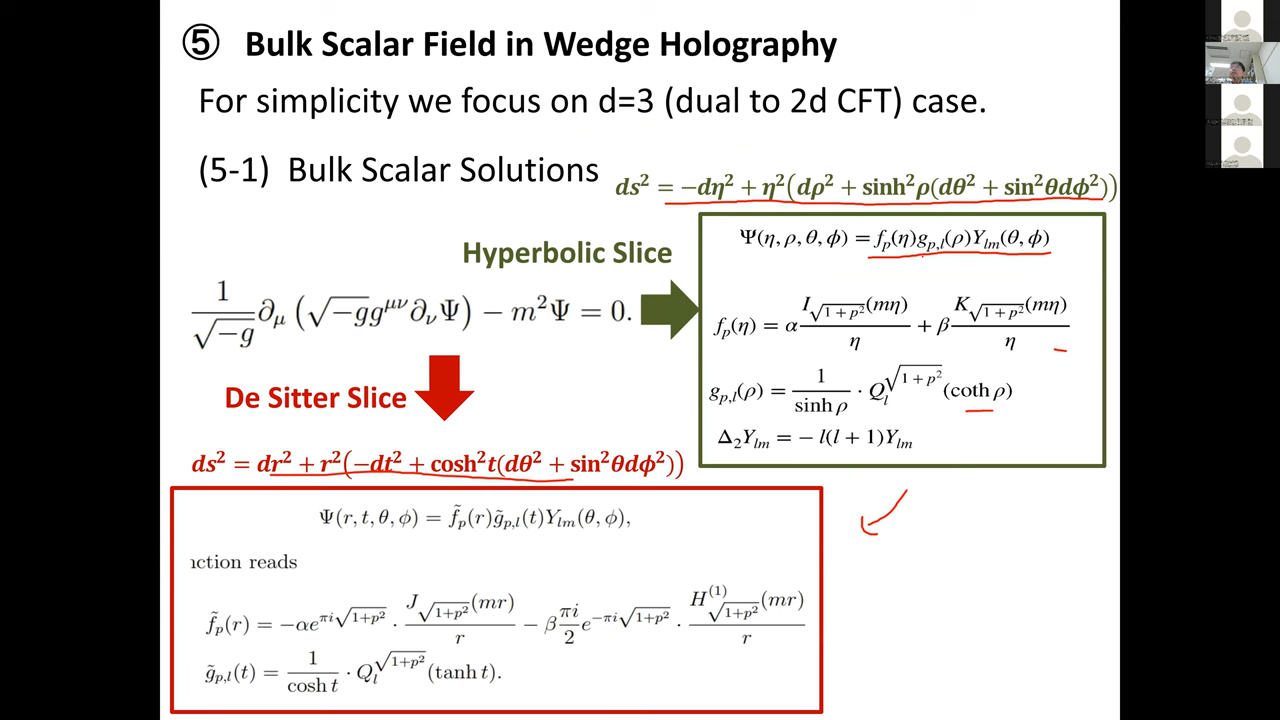 ⑤ Bulk Scalar Field in Wedge Holography
For simplicity we focus on d=3 (dual to 2d CFT) case.
(5-1) Bulk Scalar Solutions
ds² = −dη² + η²(dρ² + sinh²ρ(dθ² + sin²θdϕ²))
Hyperbolic Slice
Ψ(η, ρ, θ, ϕ) = f_p(η)g_{p,l}(ρ)Y_{lm}(θ, ϕ)
1/√−g ∂_μ (√−g g^{μν} ∂_ν Ψ) − m²Ψ = 0.
f_p(η) = α I_{√1+p²}(mη)/η + β K_{√1+p²}(mη)/η
g_{p,l}(ρ) = 1/sinh ρ · Q_l^{√1+p²}(coth ρ)
Δ₂Y_{lm} = − l(l + 1)Y_{lm}
De Sitter Slice
ds² = dr² + r²(−dt² + cosh²t(dθ² + sin²θdϕ²))
Ψ(r, t, θ, ϕ) = f̃_p(r)g̃_{p,l}(t)Y_{lm}(θ, ϕ),
ction reads
f̃_p(r) = −αe^{πi√1+p²} · J_{√1+p²}(mr)/r − β πi/2 e^{−πi√1+p²} · H^{(1)}_{√1+p²}(mr)/r
g̃_{p,l}(t) = 1/cosh t · Q_l^{√1+p²}(tanh t).